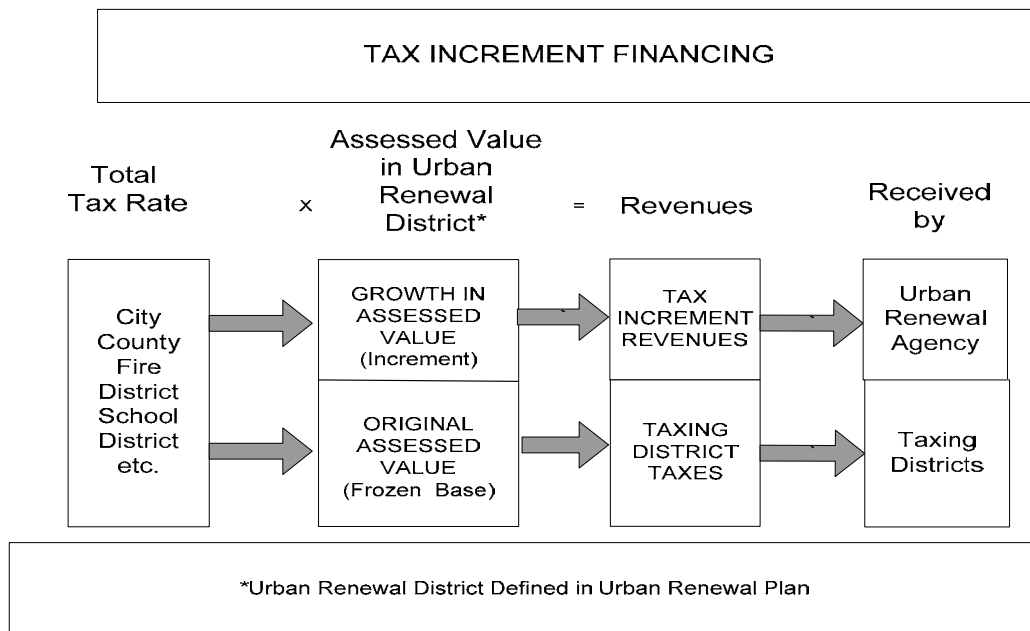 TAX INCREMENT FINANCING
Total
Tax Rate
x
Assessed Value
in Urban
Renewal
District*
=
Revenues
Received
by
City
County
Fire
District
School
District
etc.
GROWTH IN
ASSESSED
VALUE
(Increment)
TAX
INCREMENT
REVENUES
Urban
Renewal
Agency
ORIGINAL
ASSESSED
VALUE
(Frozen Base)
TAXING
DISTRICT
TAXES
Taxing
Districts
*Urban Renewal District Defined in Urban Renewal Plan